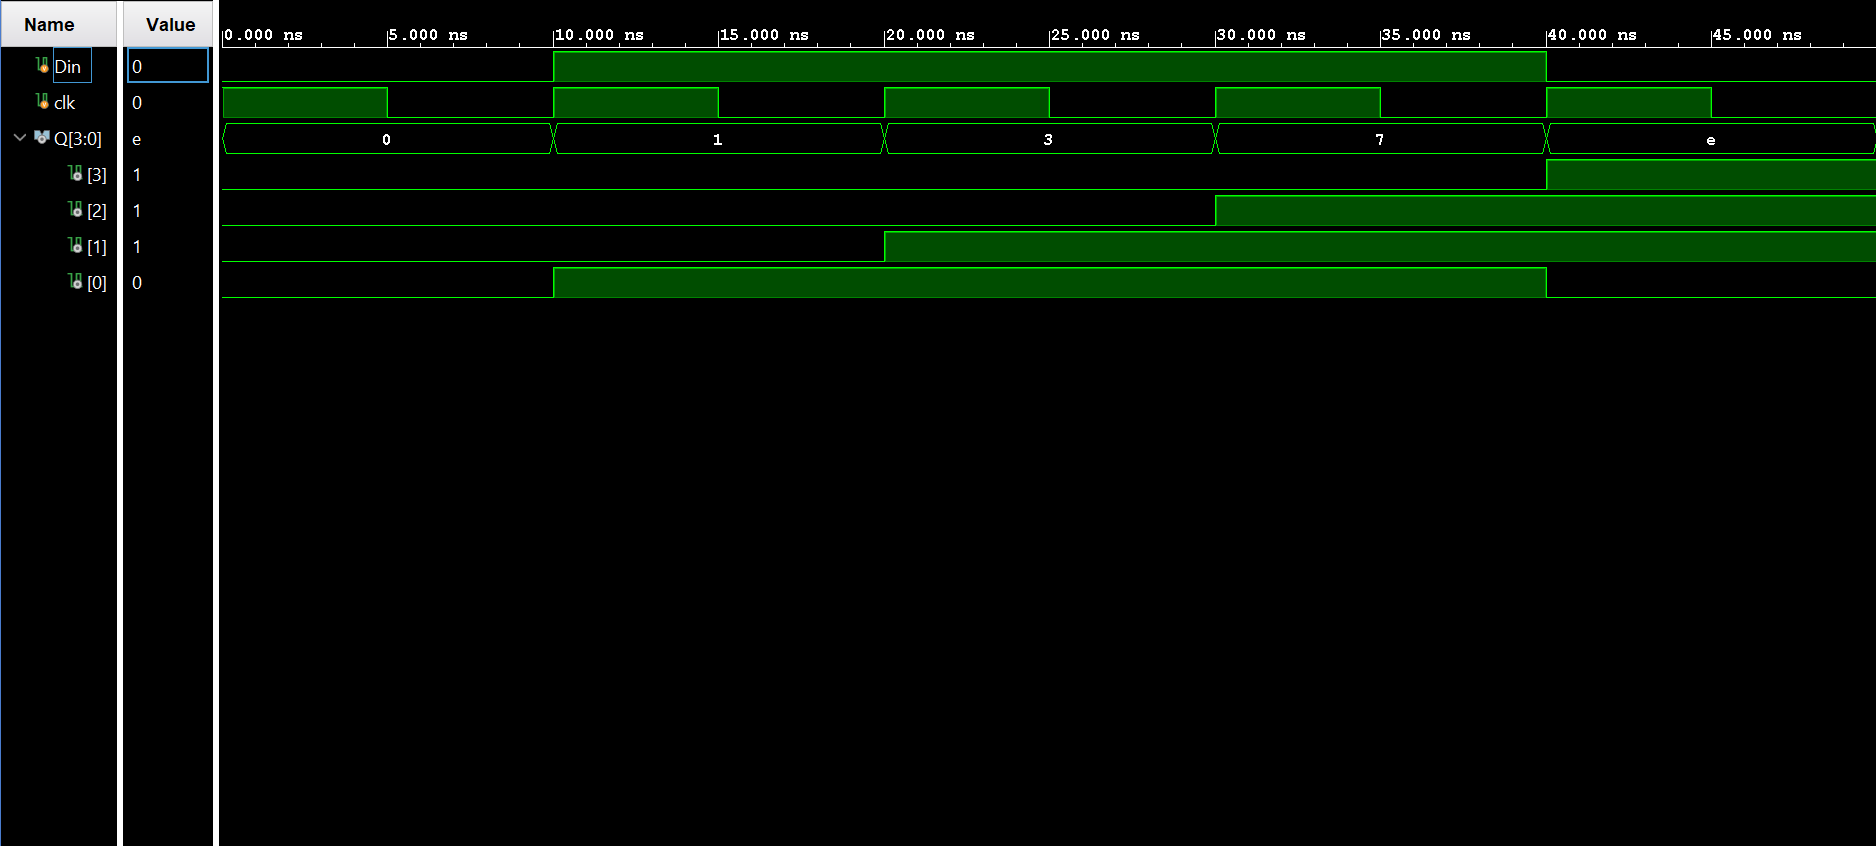 Name Value
0.000 ns 5.000 ns 10.000 ns 15.000 ns 20.000 ns 25.000 ns 30.000 ns 35.000 ns 40.000 ns 45.000 ns
Din 0
clk 0
Q[3:0] e 0 1 3 7 e
[3] 1
[2] 1
[1] 1
[0] 0